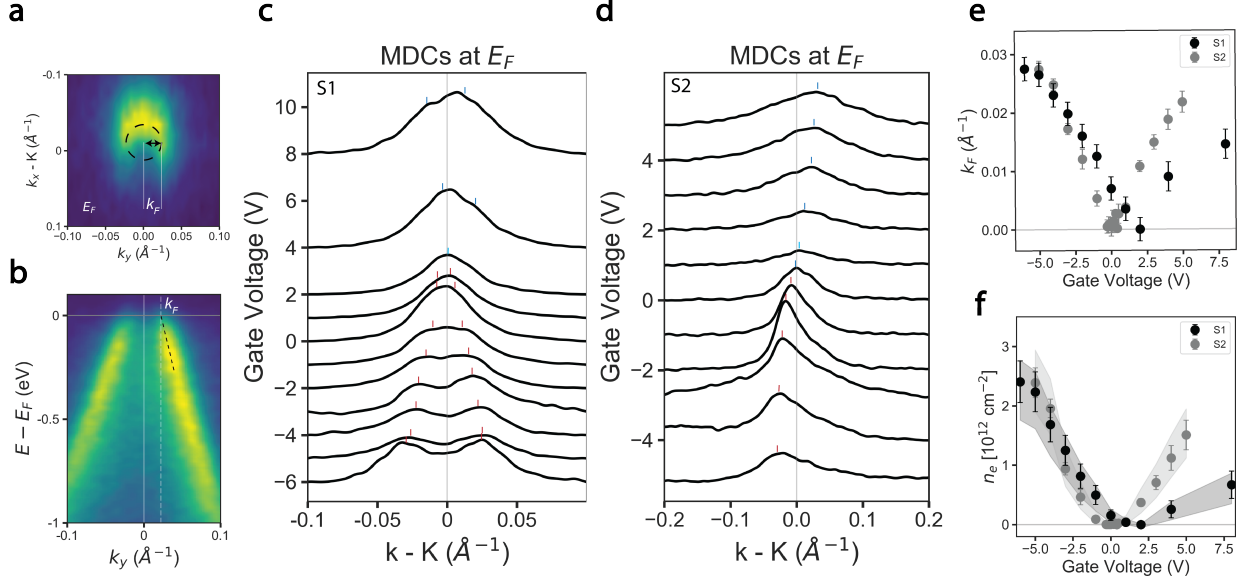 a
-0.1
0
0.1
-0.10
-0.05
0.00
0.05
0.10
kₓ - K (Å⁻¹)
k_y (Å⁻¹)
E_F
k_F
b
0
-0.5
-1
0.1
0
0.1
E − E_F (eV)
k_y (Å⁻¹)
k_F
c
MDCs at E_F
S1
10
8
6
4
2
0
−2
−4
−6
Gate Voltage (V)
-0.1
-0.05
0
0.05
k - K (Å⁻¹)
d
MDCs at E_F
S2
4
2
0
−2
−4
Gate Voltage (V)
−0.2
−0.1
0.0
0.1
0.2
k - K (Å⁻¹)
e
S1
S2
0.03
0.02
0.01
0.00
k_F (Å⁻¹)
−5.0
−2.5
0.0
2.5
5.0
7.5
Gate Voltage (V)
f
S1
S2
3
2
1
0
n_e [10¹² cm⁻²]
−5.0
−2.5
0.0
2.5
5.0
7.5
Gate Voltage (V)